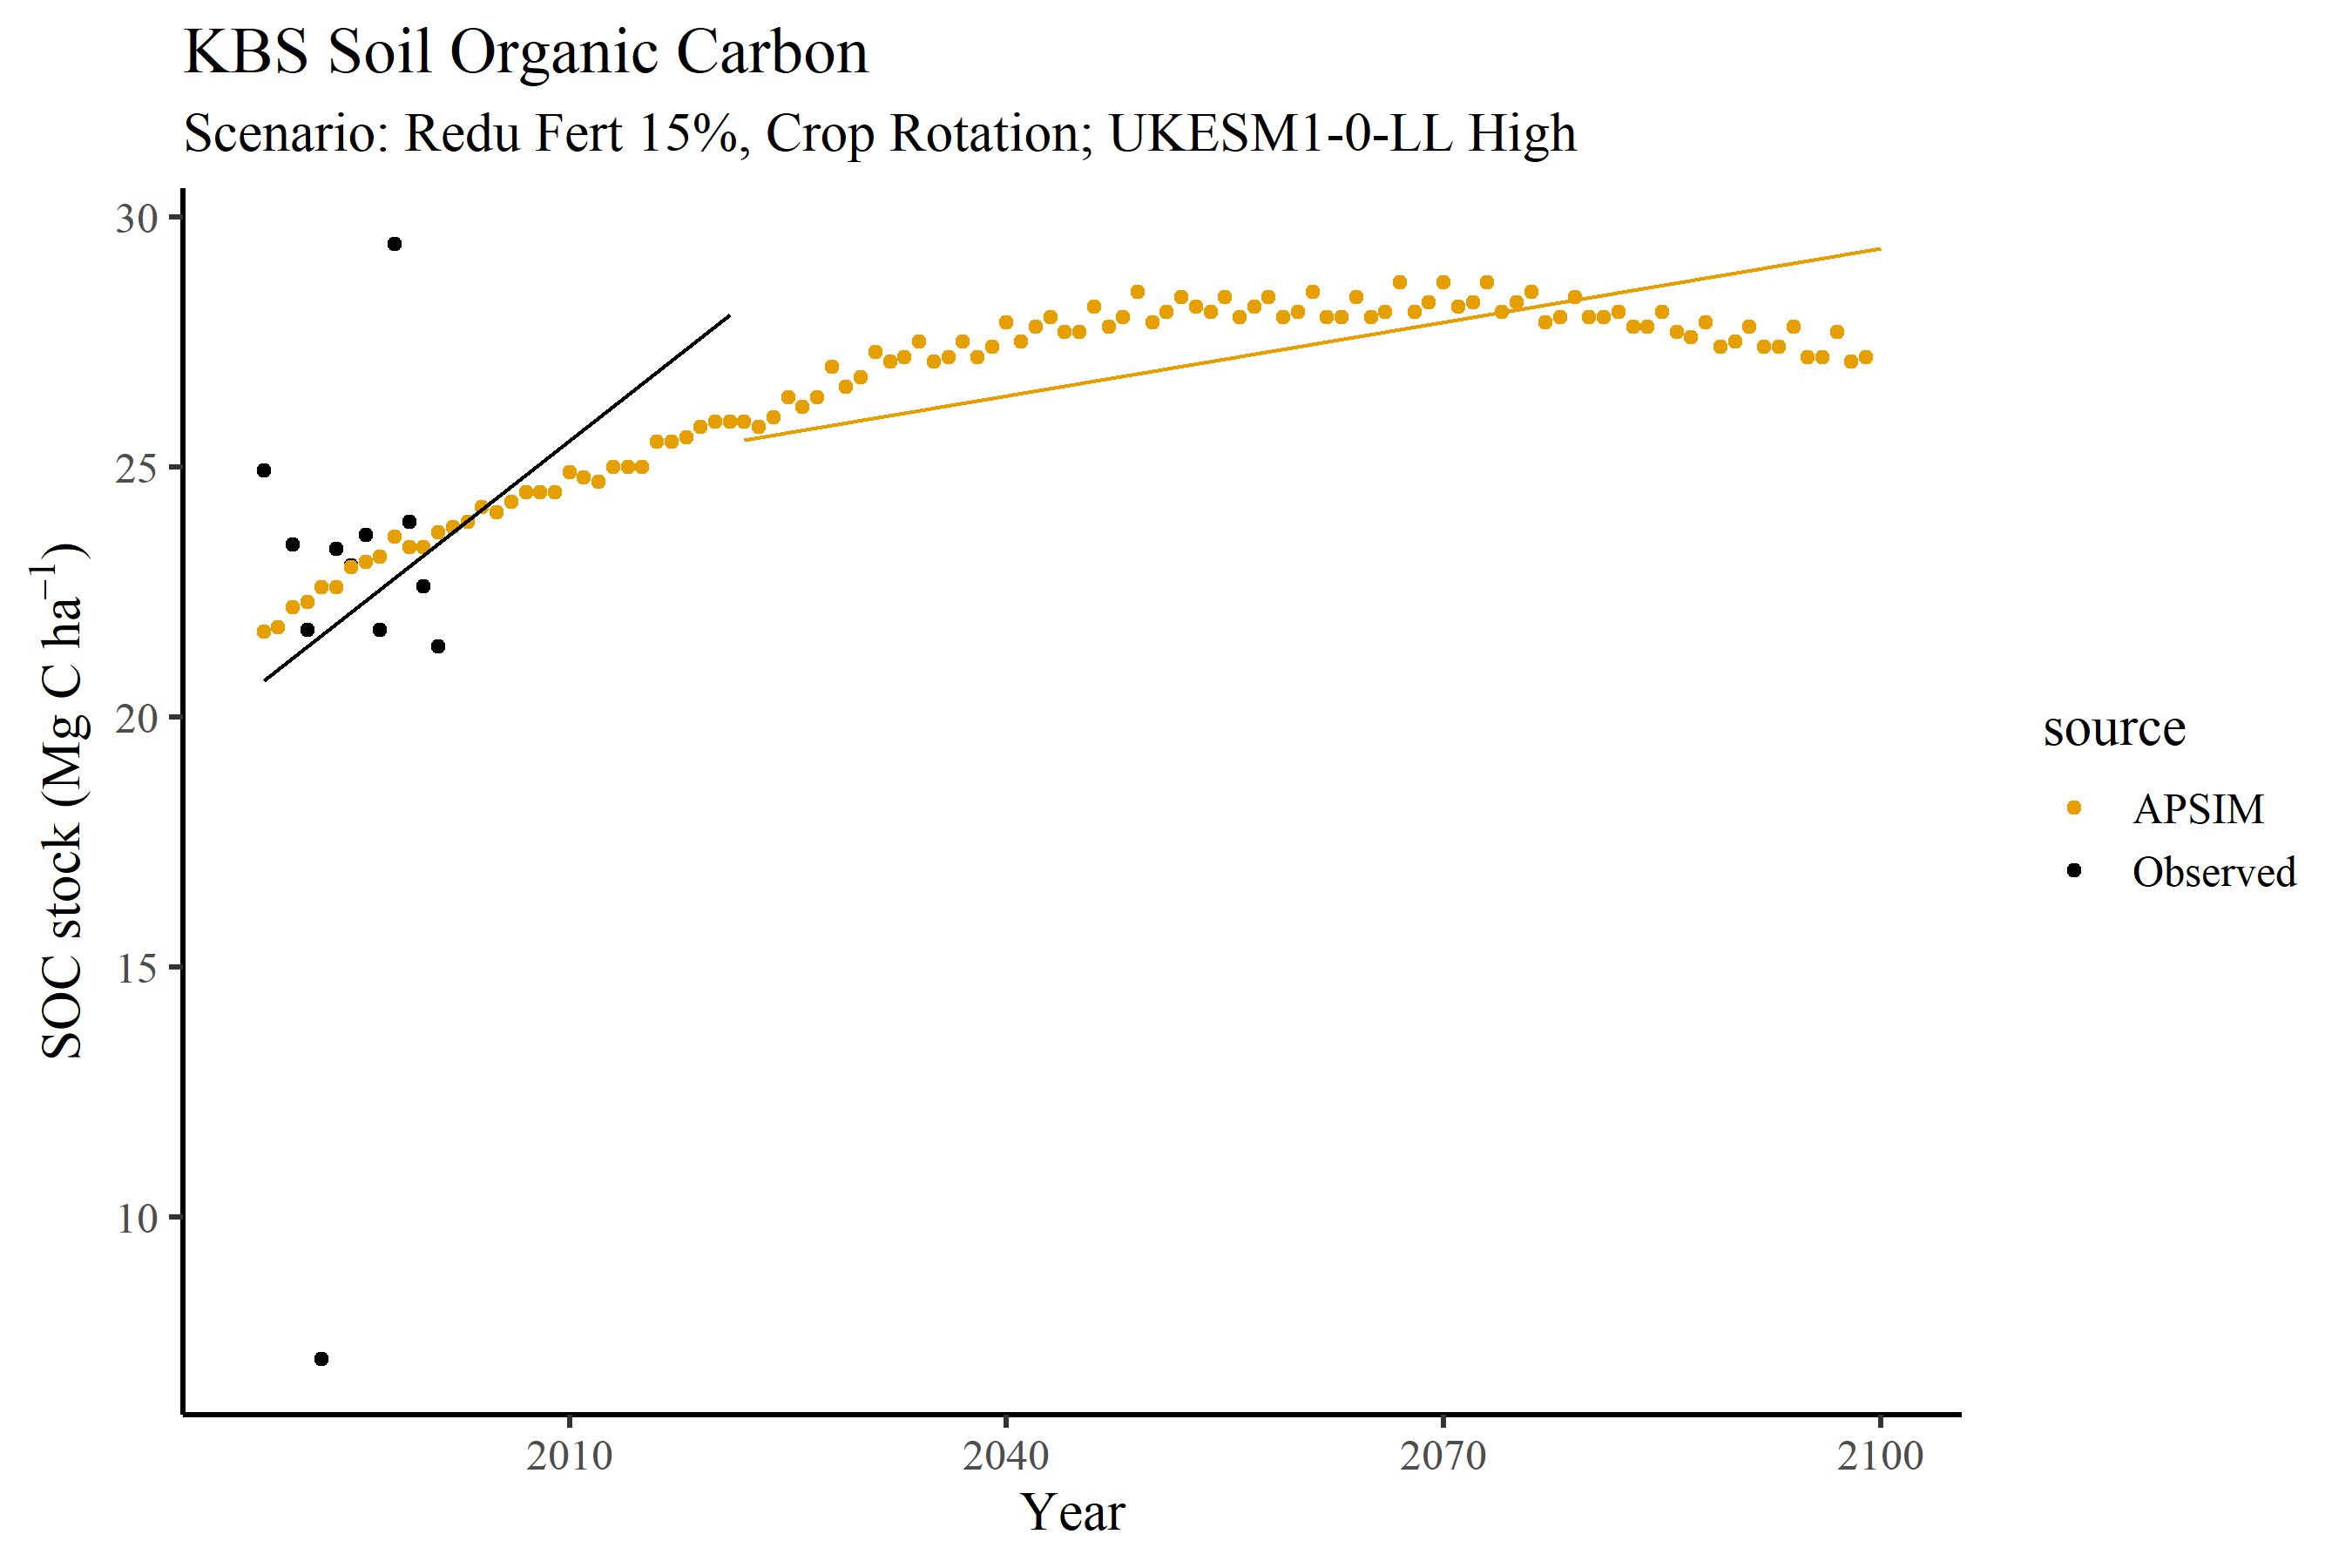 KBS Soil Organic Carbon
Scenario: Redu Fert 15%, Crop Rotation; UKESM1-0-LL High
SOC stock (Mg C ha⁻¹)
30
25
20
15
10
2010
2040
2070
2100
Year
source
APSIM
Observed